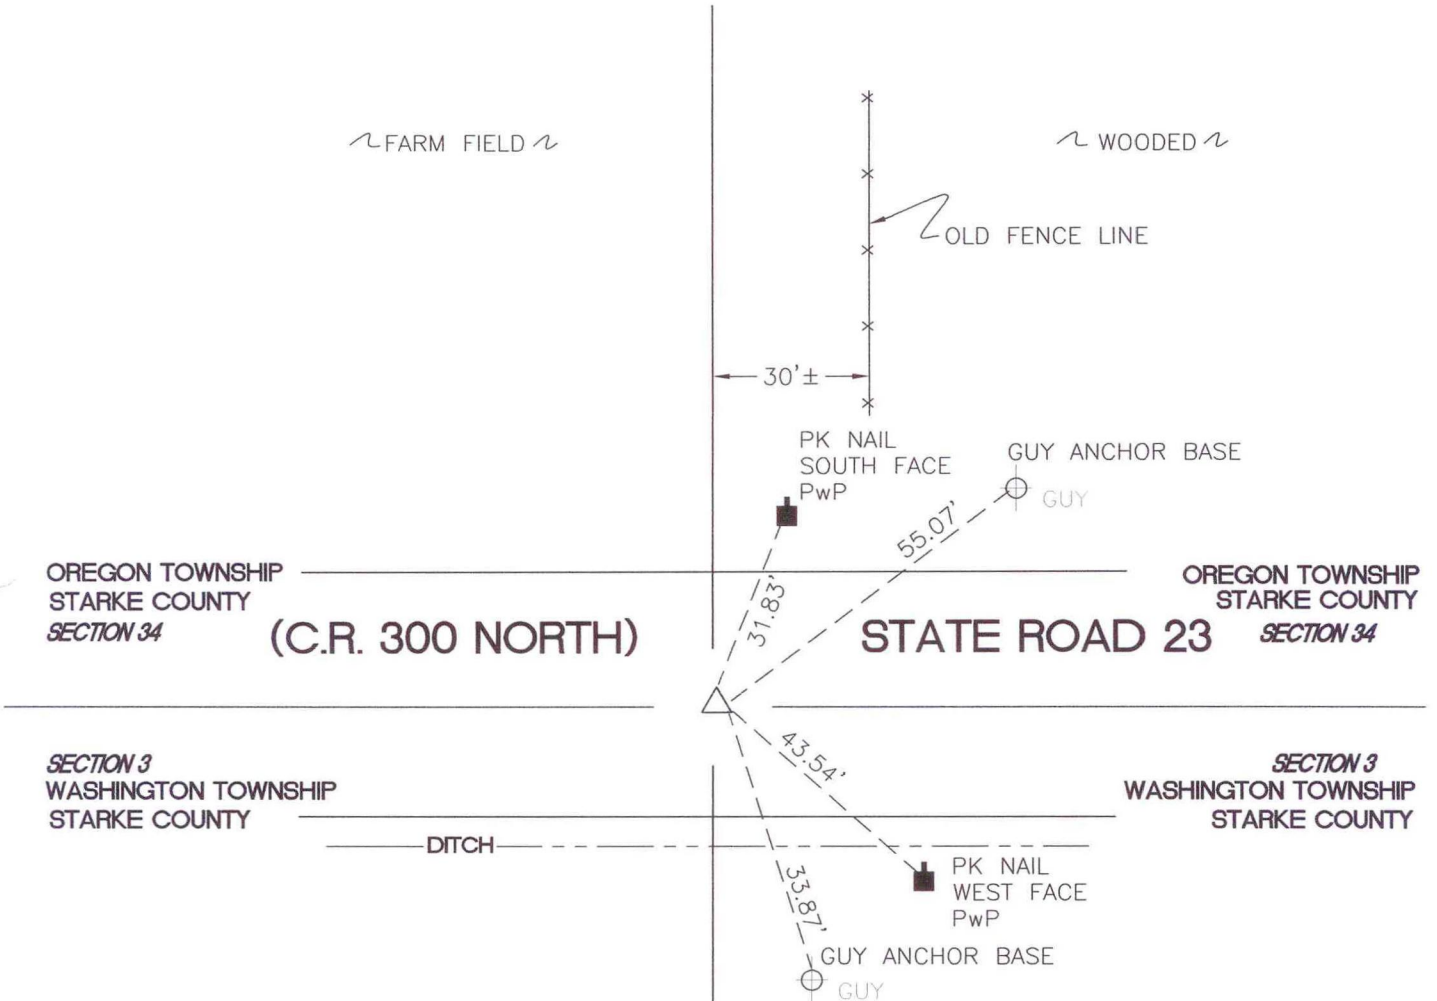 FARM FIELD
WOODED
OLD FENCE LINE
30'±
PK NAIL
SOUTH FACE
PwP
GUY ANCHOR BASE
GUY
55.07'
31.83'
OREGON TOWNSHIP
STARKE COUNTY
SECTION 34
(C.R. 300 NORTH)
STATE ROAD 23
OREGON TOWNSHIP
STARKE COUNTY
SECTION 34
SECTION 3
WASHINGTON TOWNSHIP
STARKE COUNTY
43.54'
SECTION 3
WASHINGTON TOWNSHIP
STARKE COUNTY
DITCH
33.87'
PK NAIL
WEST FACE
PwP
GUY ANCHOR BASE
GUY